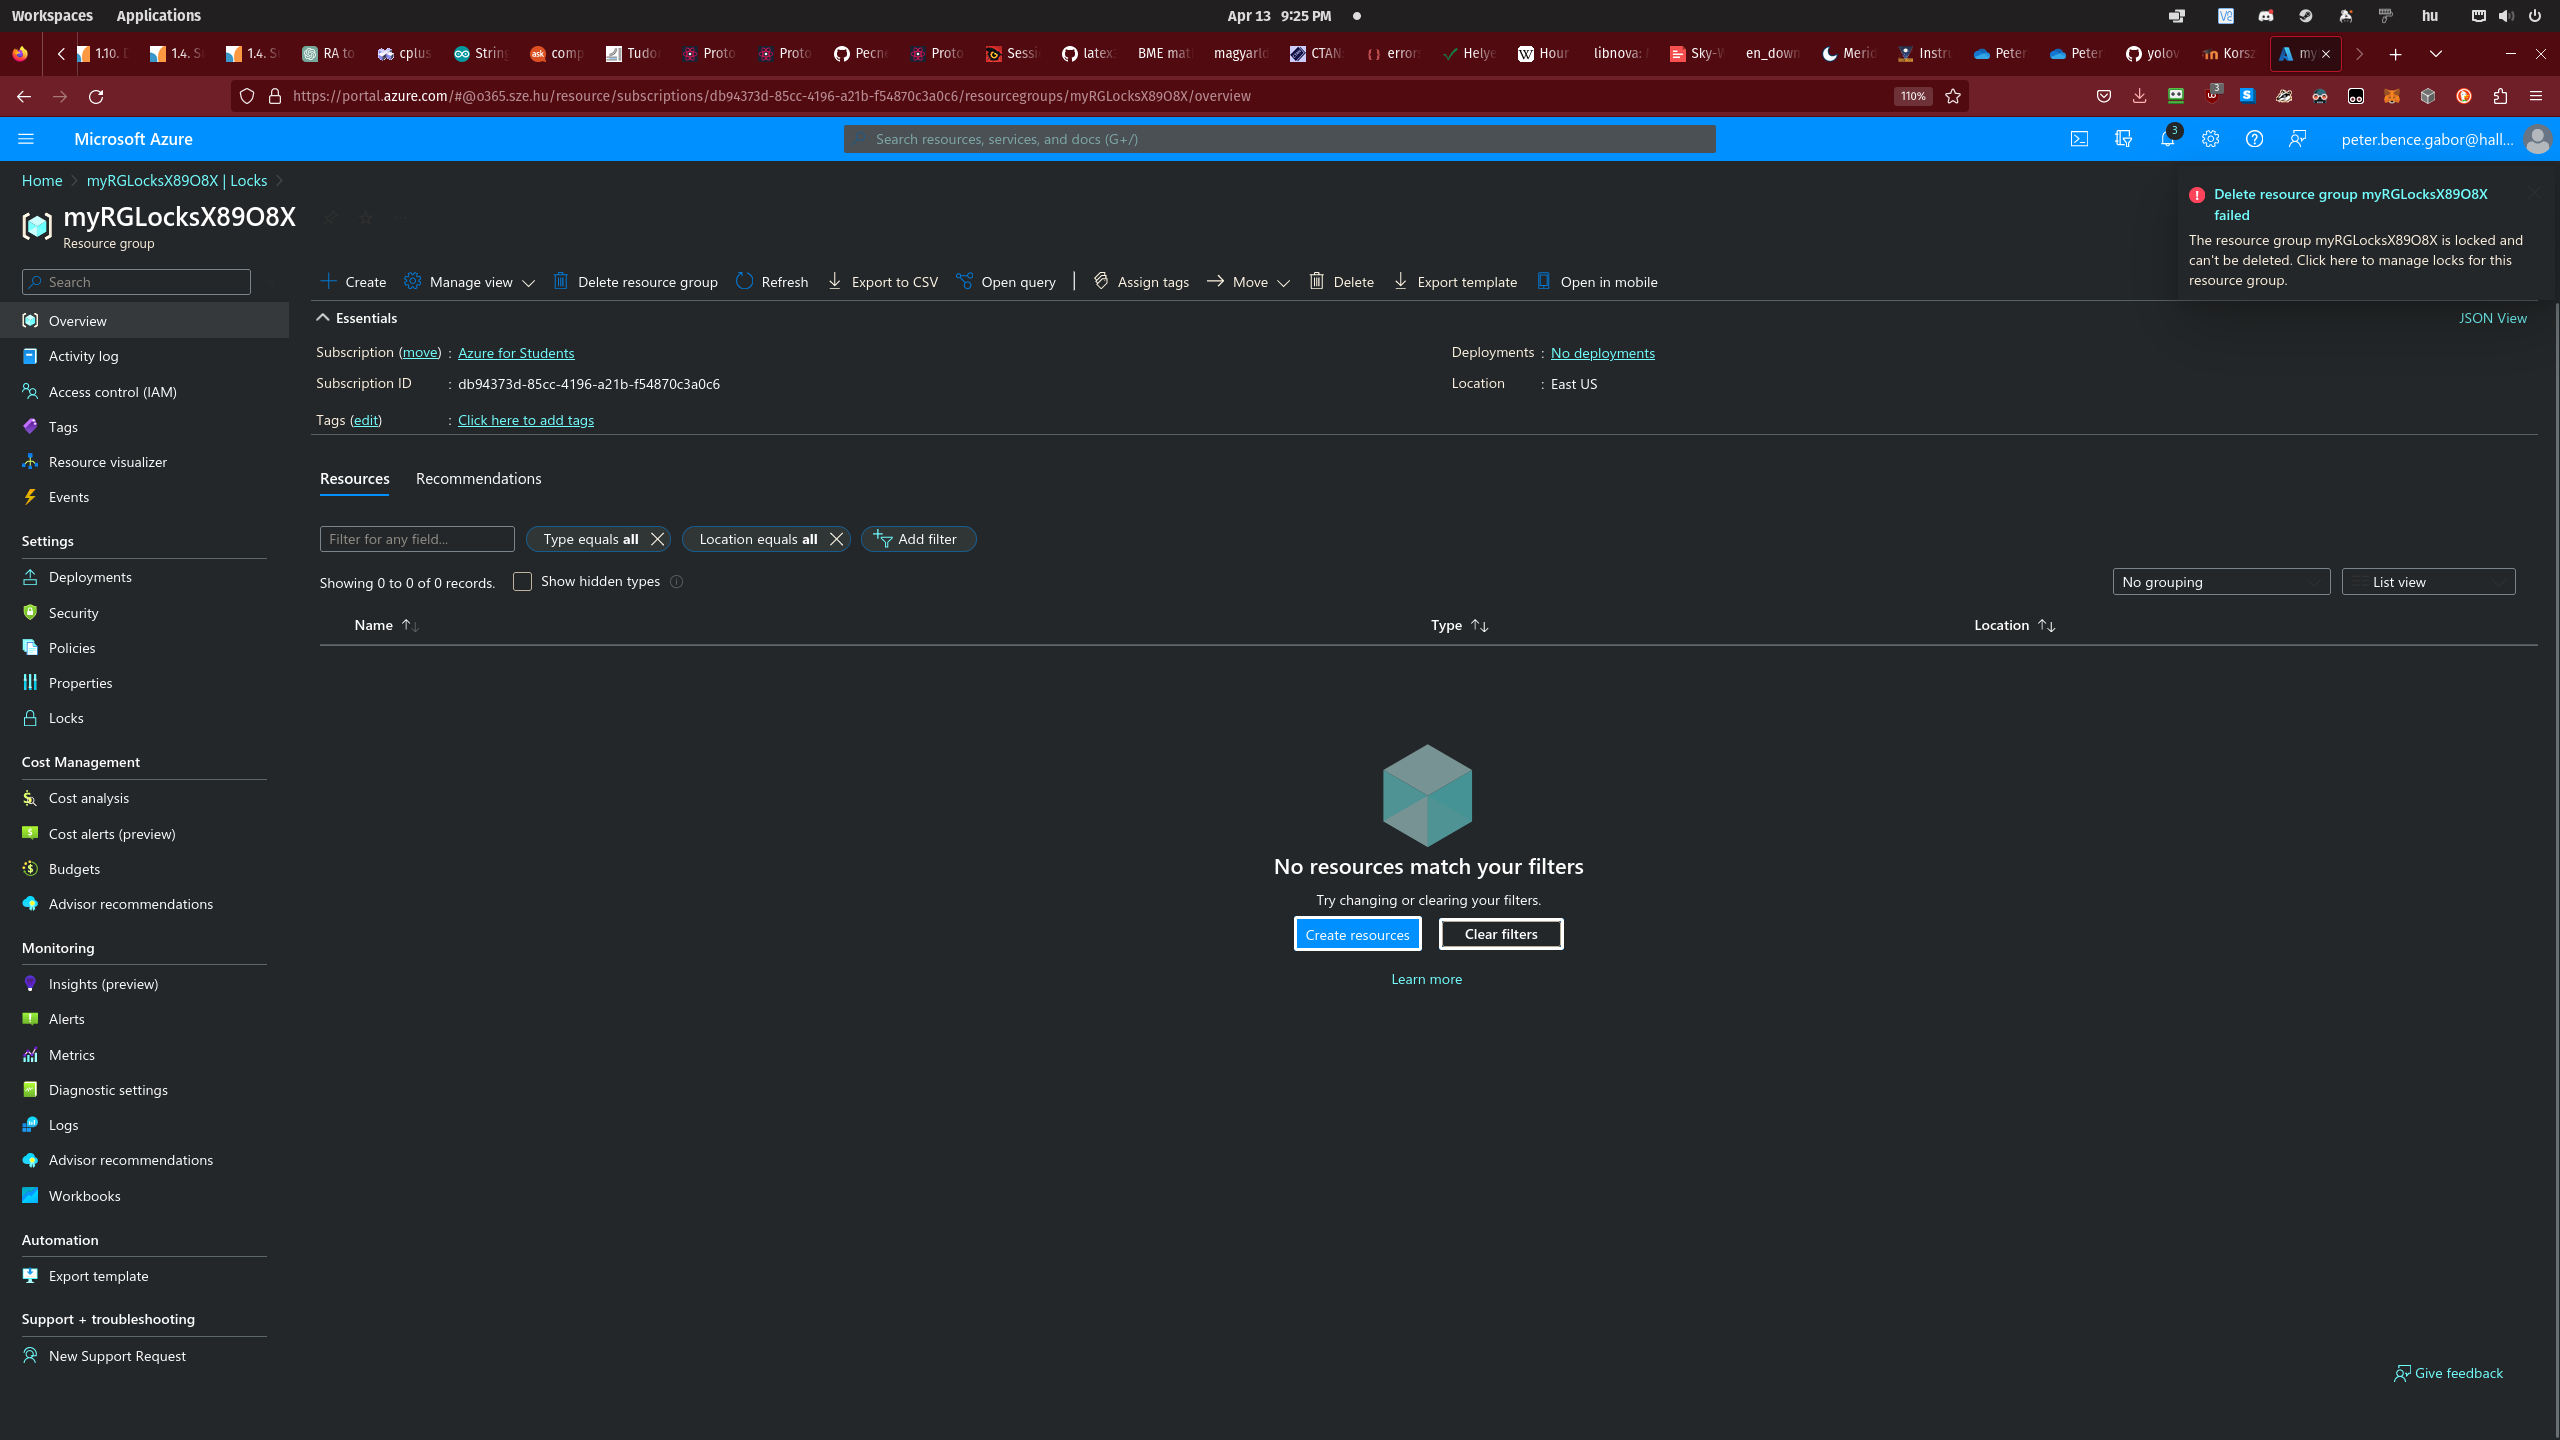 Workspaces Applications Apr 13 9:25 PM hu
1.10. 1.4. 1.4. RA to cplus String comp Tudo Proto Proto Pecne Proto Sessi latex BME mat magyarld CTAN: error Helye Hour libnova: Sky-W en_down Merid Instru Peter Peter yolov Korsz my
https://portal.azure.com/#@o365.sze.hu/resource/subscriptions/db94373d-85cc-4196-a21b-f54870c3a0c6/resourcegroups/myRGLocksX89O8X/overview 110% 3
Microsoft Azure Search resources, services, and docs (G+/) 3 peter.bence.gabor@hall...
Home myRGLocksX89O8X | Locks
myRGLocksX89O8X
Resource group
Delete resource group myRGLocksX89O8X
failed
The resource group myRGLocksX89O8X is locked and
can't be deleted. Click here to manage locks for this
resource group.
Search
Create Manage view Delete resource group Refresh Export to CSV Open query Assign tags Move Delete Export template Open in mobile
Overview
Activity log
Access control (IAM)
Tags
Resource visualizer
Events
Settings
Deployments
Security
Policies
Properties
Locks
Cost Management
Cost analysis
Cost alerts (preview)
Budgets
Advisor recommendations
Monitoring
Insights (preview)
Alerts
Metrics
Diagnostic settings
Logs
Advisor recommendations
Workbooks
Automation
Export template
Support + troubleshooting
New Support Request
Essentials JSON View
Subscription (move) : Azure for Students Deployments : No deployments
Subscription ID : db94373d-85cc-4196-a21b-f54870c3a0c6 Location : East US
Tags (edit) : Click here to add tags
Resources Recommendations
Filter for any field... Type equals all Location equals all Add filter
Showing 0 to 0 of 0 records. Show hidden types No grouping List view
Name Type Location
No resources match your filters
Try changing or clearing your filters.
Create resources Clear filters
Learn more
Give feedback